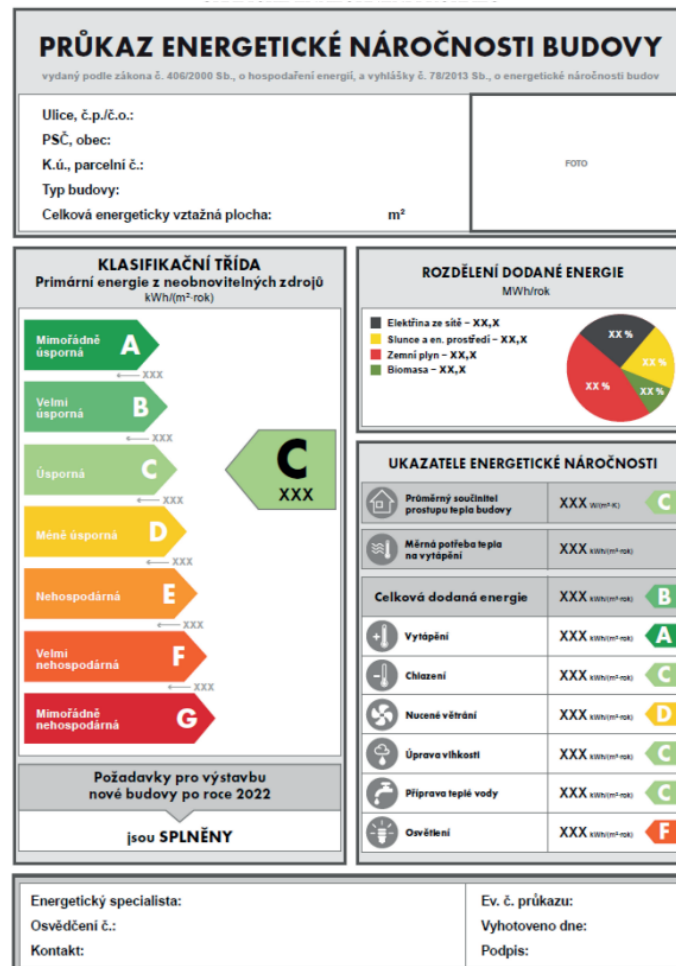 PRŮKAZ ENERGETICKÉ NÁROČNOSTI BUDOVY
vydaný podle zákona č. 406/2000 Sb., o hospodaření energií, a vyhlášky č. 78/2013 Sb., o energetické náročnosti budov
Ulice, č.p./č.o.:
PSČ, obec:
K.ú., parcelní č.:
Typ budovy:
Celková energeticky vztažná plocha: m²
FOTO
KLASIFIKAČNÍ TŘÍDA
Primární energie z neobnovitelných zdrojů
kWh/(m²·rok)
Mimořádně
úsporná
A
XXX
Velmi
úsporná
B
XXX
Úsporná
C
XXX
Méně úsporná
D
XXX
Nehospodárná
E
XXX
Velmi
nehospodárná
F
XXX
Mimořádně
nehospodárná
G
C
XXX
Požadavky pro výstavbu
nové budovy po roce 2022
jsou SPLNĚNY
ROZDĚLENÍ DODANÉ ENERGIE
MWh/rok
Elektřina ze sítě – XX,X
Slunce a en. prostředí – XX,X
Zemní plyn – XX,X
Biomasa – XX,X
XX %
XX %
XX %
XX %
UKAZATELE ENERGETICKÉ NÁROČNOSTI
Průměrný součinitel
prostupu tepla budovy
XXX W/(m²·K) C
Měrná potřeba tepla
na vytápění
XXX kWh/(m²·rok)
Celková dodaná energie XXX kWh/(m²·rok) B
Vytápění XXX kWh/(m²·rok) A
Chlazení XXX kWh/(m²·rok) C
Nucené větrání XXX kWh/(m²·rok) D
Úprava vlhkosti XXX kWh/(m²·rok) C
Příprava teplé vody XXX kWh/(m²·rok) C
Osvětlení XXX kWh/(m²·rok) F
Energetický specialista:
Osvědčení č.:
Kontakt:
Ev. č. průkazu:
Vyhotoveno dne:
Podpis: